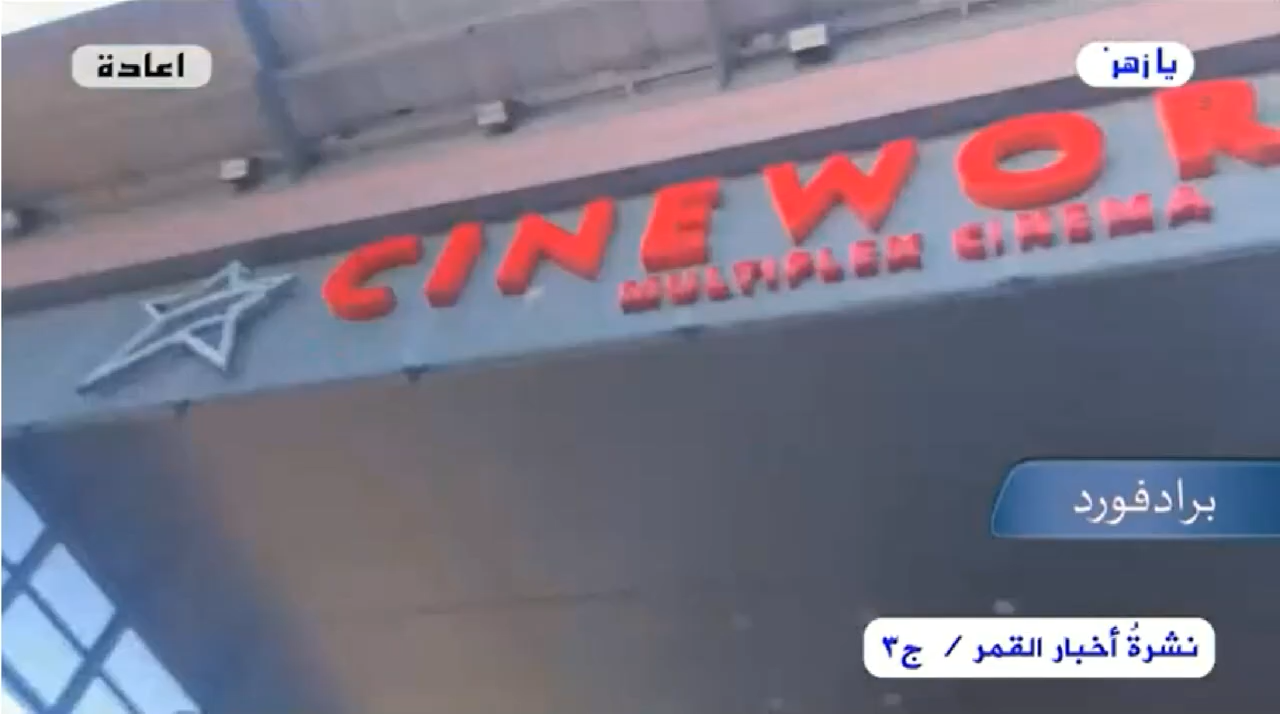 اعادة
يا زهر
CINEWOR
MULTIPLEX CINEMA
برادفورد
نشرةُ أخبار القمر / ج٣